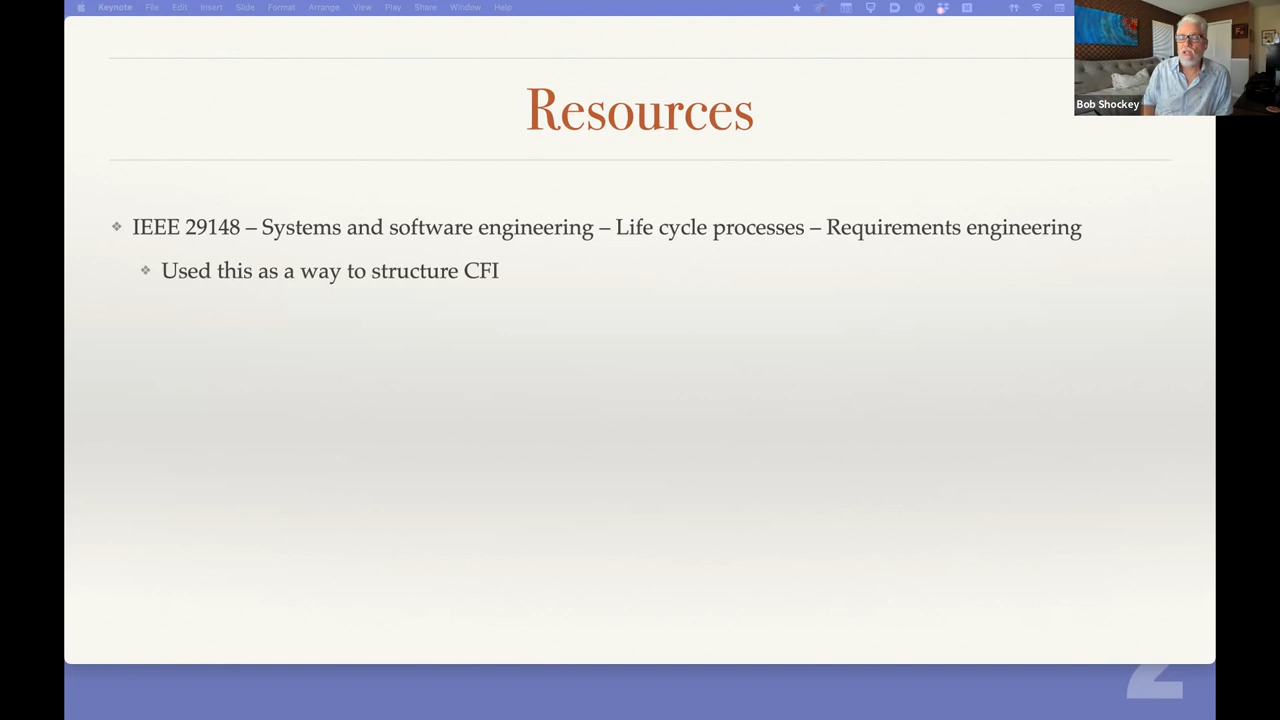 Keynote File Edit Insert Slide Format Arrange View Play Share Window Help
Bob Shockey
Resources
IEEE 29148 – Systems and software engineering – Life cycle processes – Requirements engineering
Used this as a way to structure CFI
2